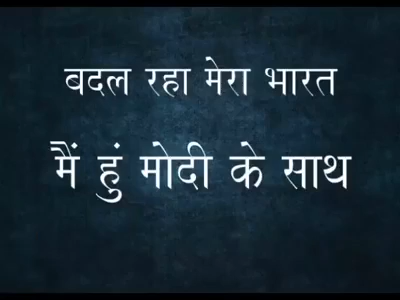 बदल रहा मेरा भारत
मैं हुं मोदी के साथ